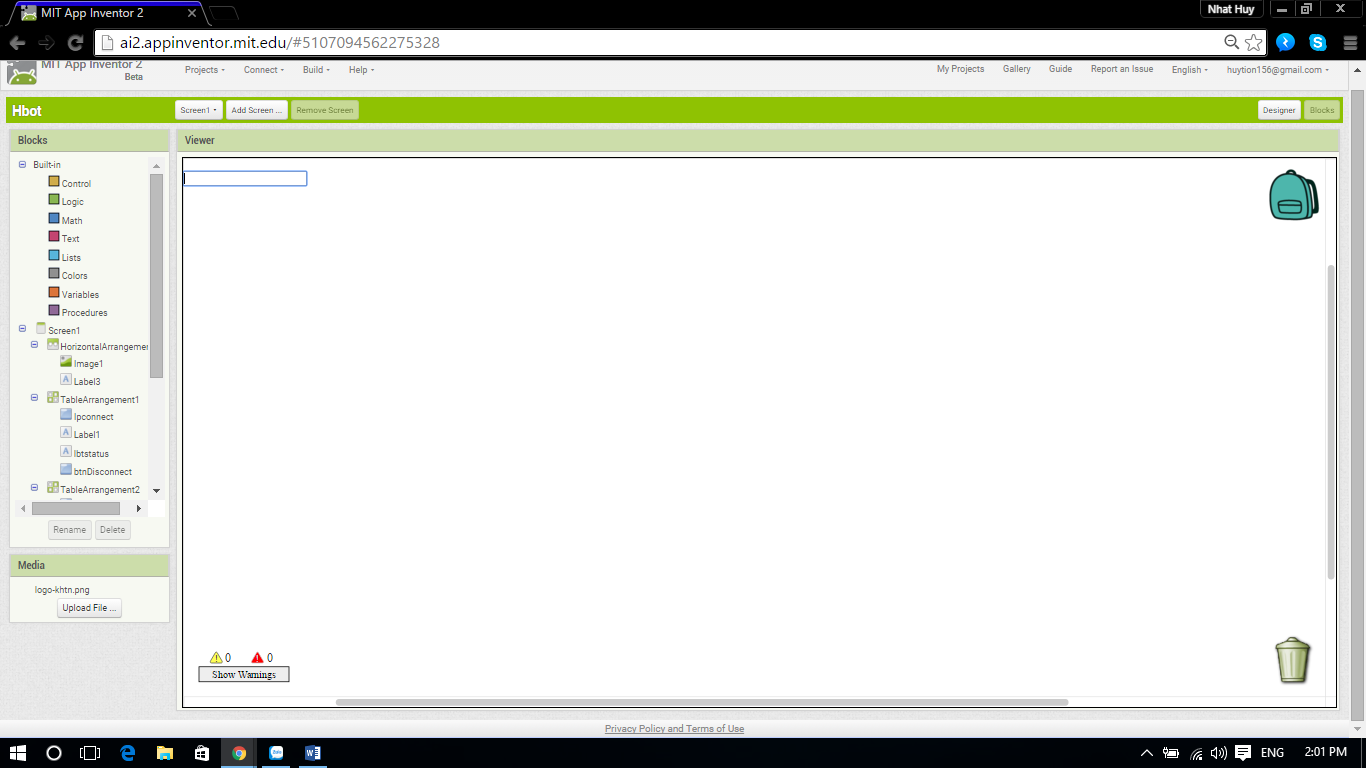 MIT App Inventor 2
Nhat Huy
ai2.appinventor.mit.edu/#5107094562275328
MIT App Inventor 2
Beta
Projects
Connect
Build
Help
My Projects
Gallery
Guide
Report an Issue
English
huytion156@gmail.com
Hbot
Screen1
Add Screen ...
Remove Screen
Designer
Blocks
Blocks
Viewer
Built-in
Control
Logic
Math
Text
Lists
Colors
Variables
Procedures
Screen1
HorizontalArrangemer
Image1
Label3
TableArrangement1
lpconnect
Label1
lbtstatus
btnDisconnect
TableArrangement2
Rename
Delete
Media
logo-khtn.png
Upload File ...
0
0
Show Warnings
Privacy Policy and Terms of Use
ENG
2:01 PM